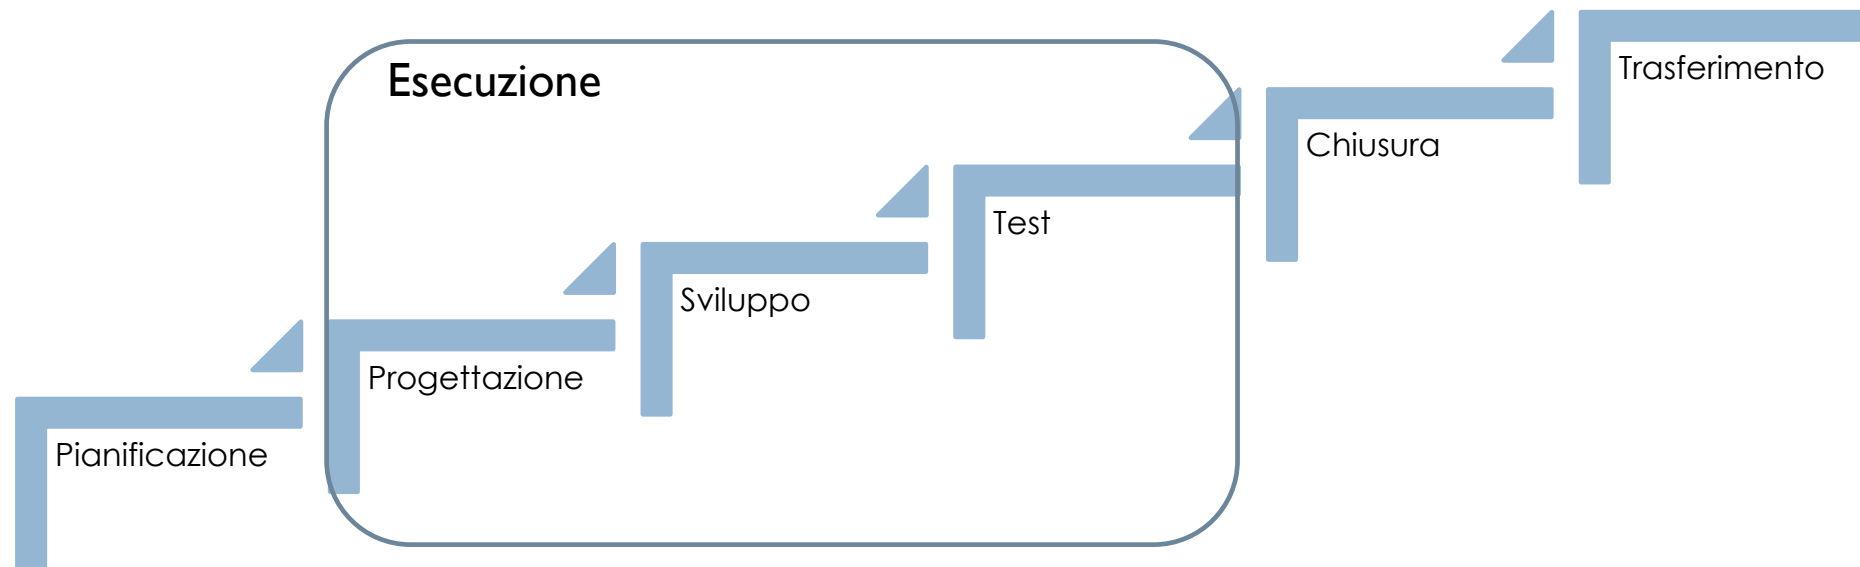 Esecuzione
Pianificazione
Progettazione
Sviluppo
Test
Chiusura
Trasferimento